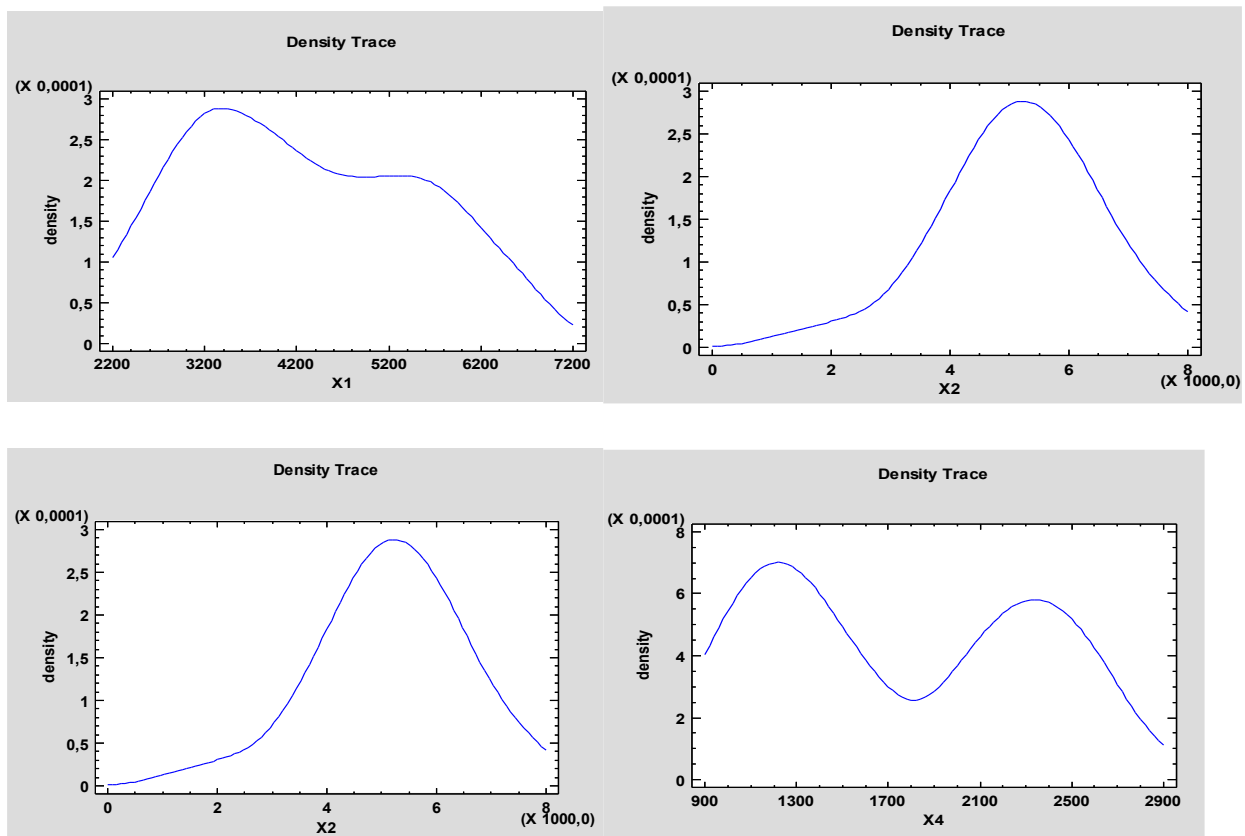 Density Trace
(X 0,0001)
3
2,5
2
1,5
1
0,5
0
density
2200 3200 4200 5200 6200 7200
X1
Density Trace
(X 0,0001)
3
2,5
2
1,5
1
0,5
0
density
0 2 4 6 8
(X 1000,0)
X2
Density Trace
(X 0,0001)
3
2,5
2
1,5
1
0,5
0
density
0 2 4 6 8
(X 1000,0)
X2
Density Trace
(X 0,0001)
8
6
4
2
0
density
900 1300 1700 2100 2500 2900
X4